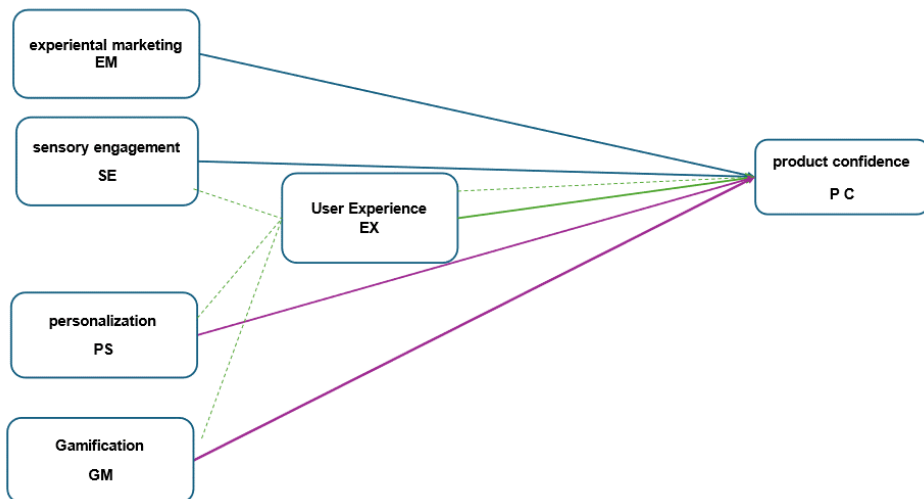 experiental marketing
EM
sensory engagement
SE
User Experience
EX
product confidence
P C
personalization
PS
Gamification
GM